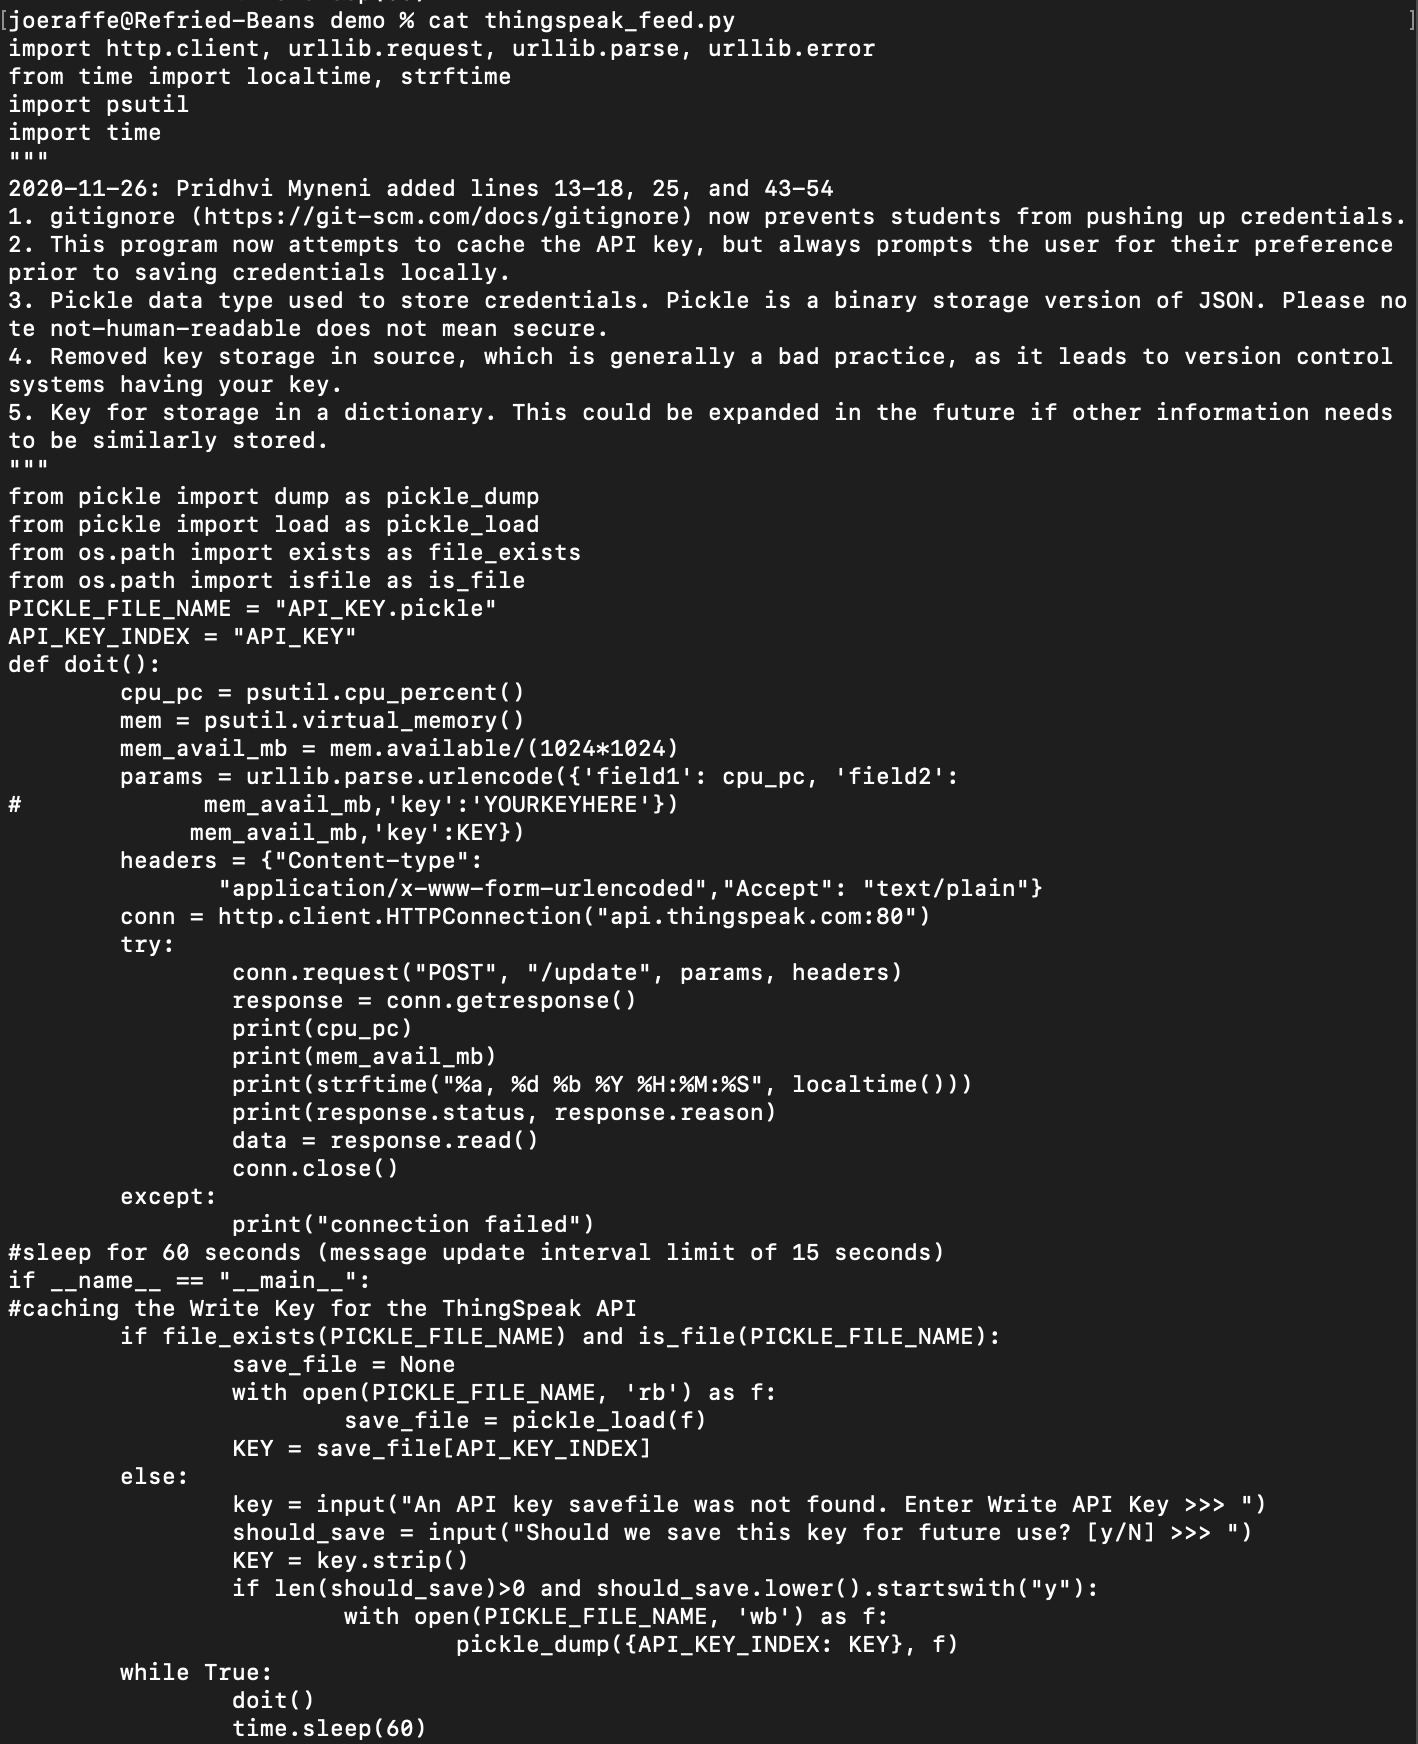 [joeraffe@Refried-Beans demo % cat thingspeak_feed.py ]
import http.client, urllib.request, urllib.parse, urllib.error
from time import localtime, strftime
import psutil
import time
"""
2020-11-26: Pridhvi Myneni added lines 13-18, 25, and 43-54
1. gitignore (https://git-scm.com/docs/gitignore) now prevents students from pushing up credentials.
2. This program now attempts to cache the API key, but always prompts the user for their preference
prior to saving credentials locally.
3. Pickle data type used to store credentials. Pickle is a binary storage version of JSON. Please no
te not-human-readable does not mean secure.
4. Removed key storage in source, which is generally a bad practice, as it leads to version control
systems having your key.
5. Key for storage in a dictionary. This could be expanded in the future if other information needs
to be similarly stored.
"""
from pickle import dump as pickle_dump
from pickle import load as pickle_load
from os.path import exists as file_exists
from os.path import isfile as is_file
PICKLE_FILE_NAME = "API_KEY.pickle"
API_KEY_INDEX = "API_KEY"
def doit():
        cpu_pc = psutil.cpu_percent()
        mem = psutil.virtual_memory()
        mem_avail_mb = mem.available/(1024*1024)
        params = urllib.parse.urlencode({'field1': cpu_pc, 'field2':
#             mem_avail_mb,'key':'YOURKEYHERE'})
             mem_avail_mb,'key':KEY})
        headers = {"Content-type":
               "application/x-www-form-urlencoded","Accept": "text/plain"}
        conn = http.client.HTTPConnection("api.thingspeak.com:80")
        try:
                conn.request("POST", "/update", params, headers)
                response = conn.getresponse()
                print(cpu_pc)
                print(mem_avail_mb)
                print(strftime("%a, %d %b %Y %H:%M:%S", localtime()))
                print(response.status, response.reason)
                data = response.read()
                conn.close()
        except:
                print("connection failed")
#sleep for 60 seconds (message update interval limit of 15 seconds)
if __name__ == "__main__":
#caching the Write Key for the ThingSpeak API
        if file_exists(PICKLE_FILE_NAME) and is_file(PICKLE_FILE_NAME):
                save_file = None
                with open(PICKLE_FILE_NAME, 'rb') as f:
                        save_file = pickle_load(f)
                KEY = save_file[API_KEY_INDEX]
        else:
                key = input("An API key savefile was not found. Enter Write API Key >>> ")
                should_save = input("Should we save this key for future use? [y/N] >>> ")
                KEY = key.strip()
                if len(should_save)>0 and should_save.lower().startswith("y"):
                        with open(PICKLE_FILE_NAME, 'wb') as f:
                                pickle_dump({API_KEY_INDEX: KEY}, f)
        while True:
                doit()
                time.sleep(60)